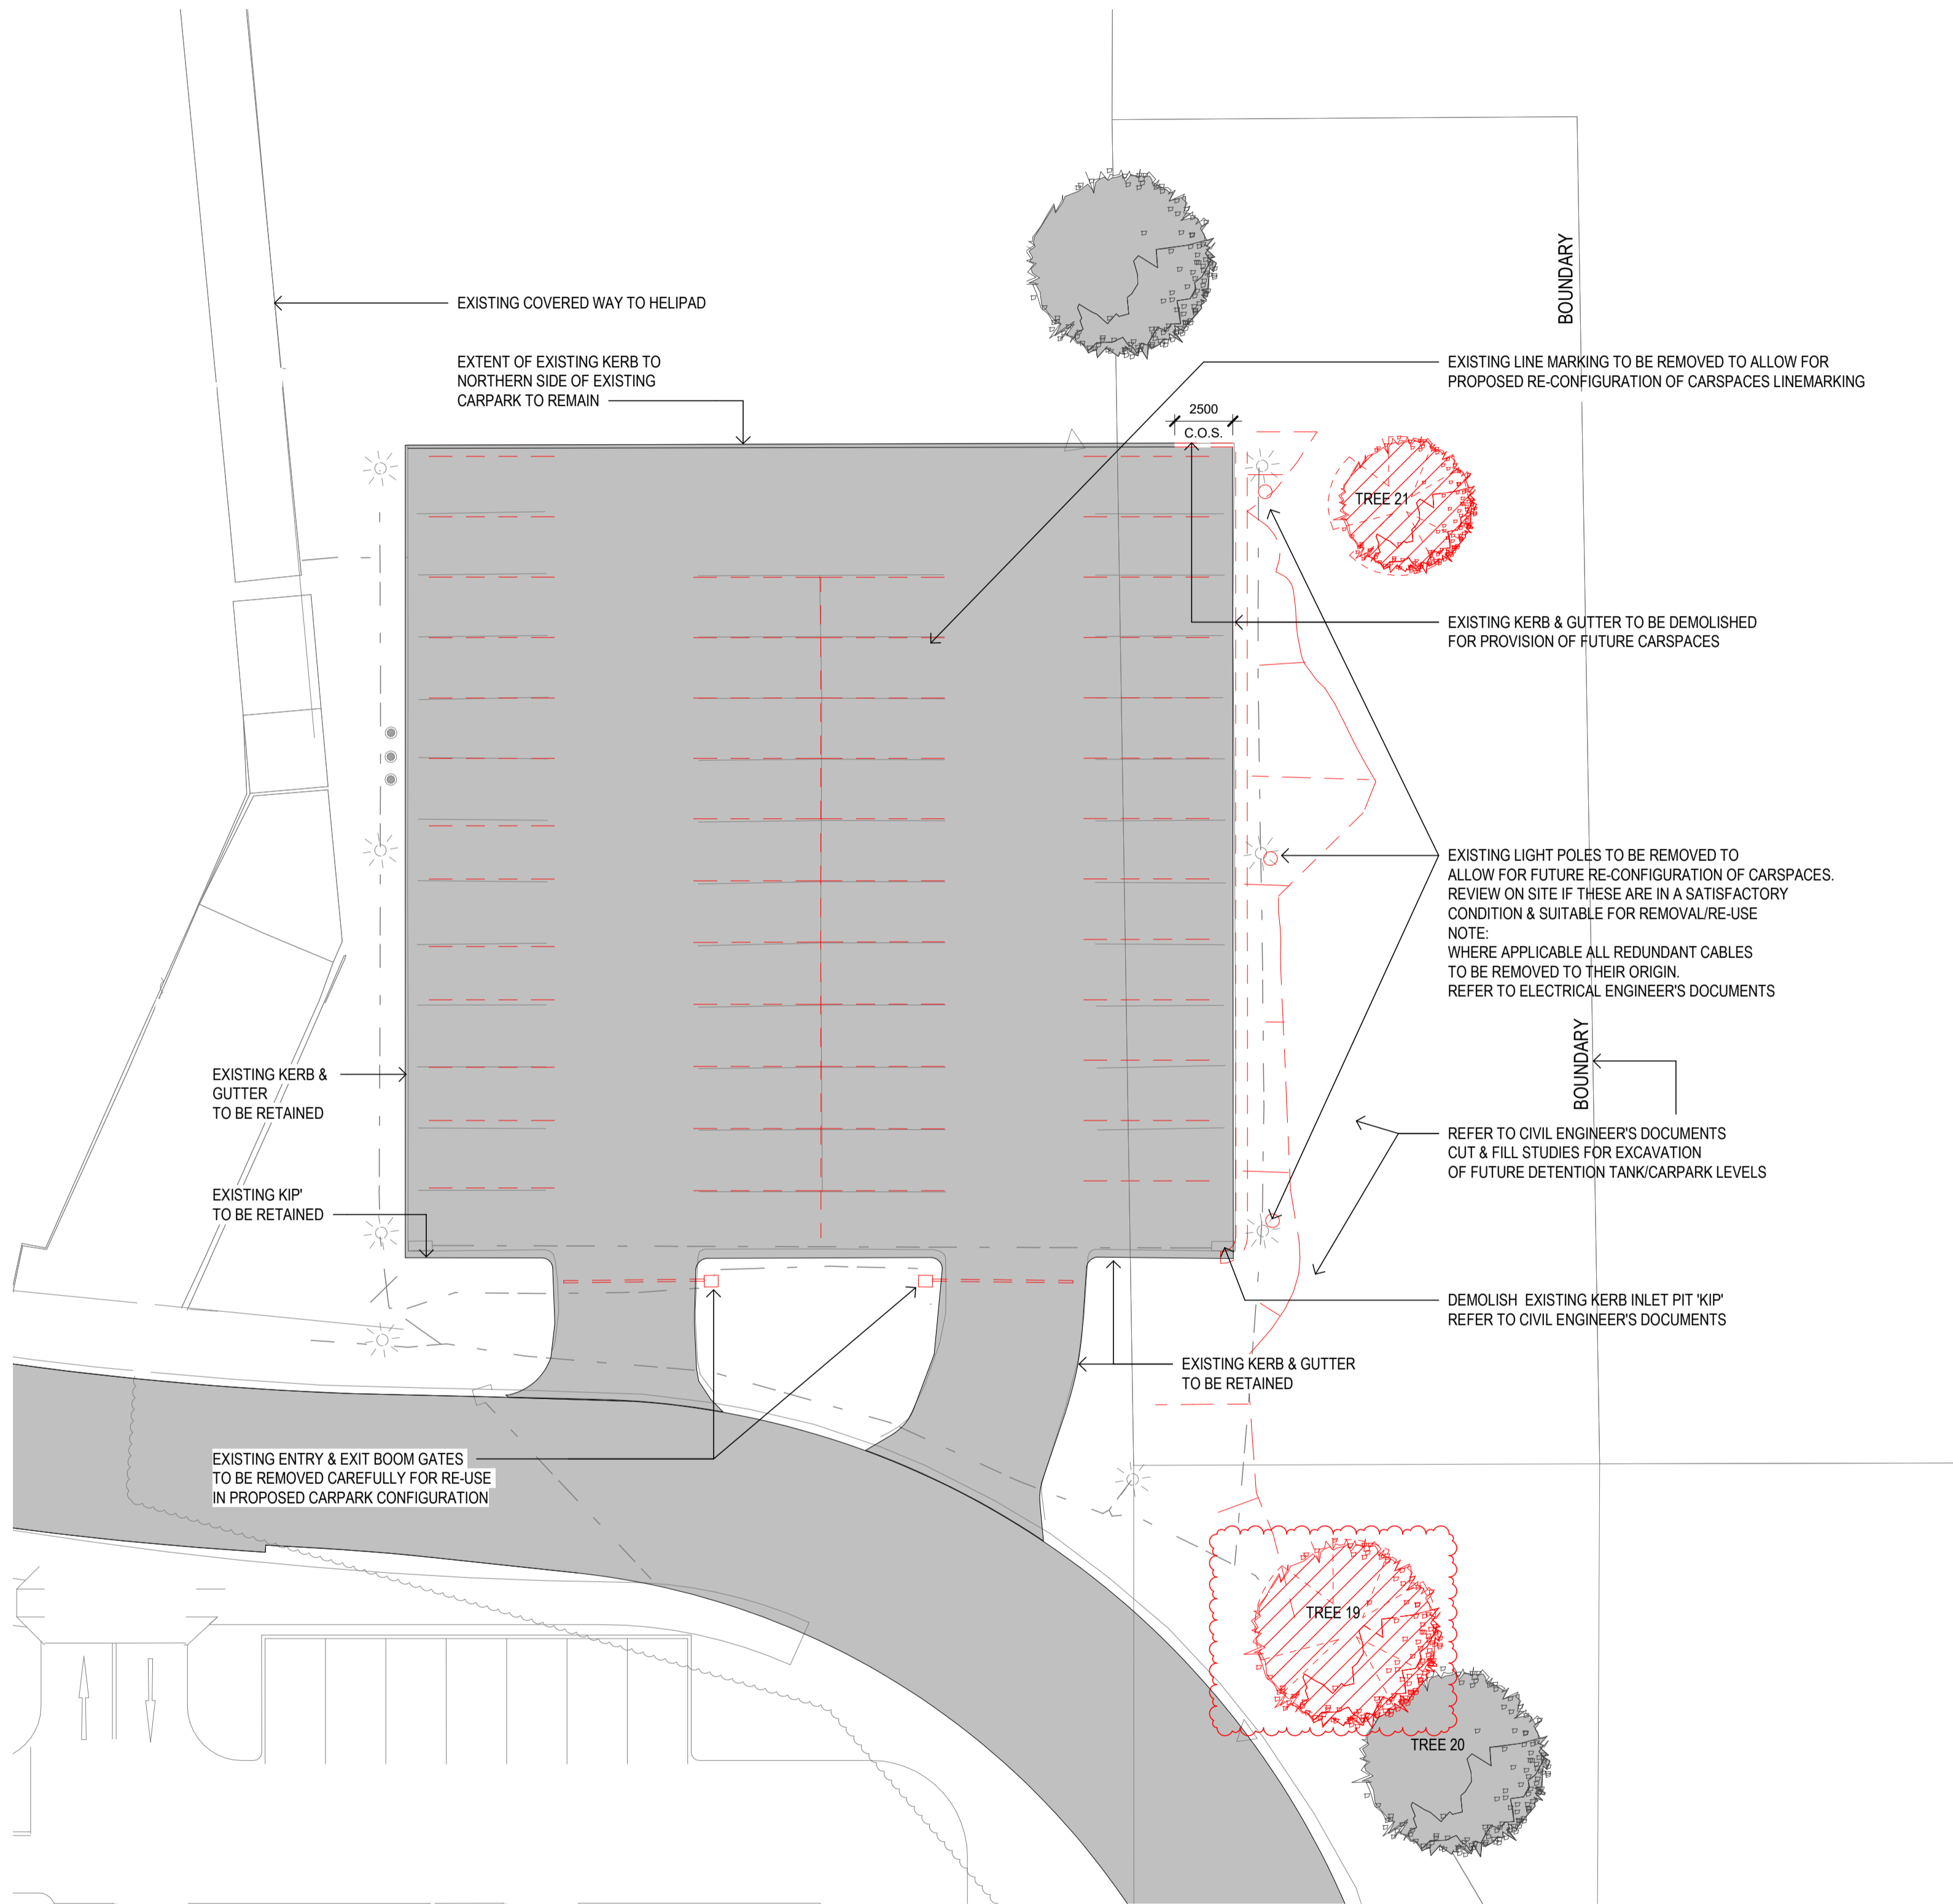 BOUNDARY
EXISTING COVERED WAY TO HELIPAD
EXTENT OF EXISTING KERB TO
NORTHERN SIDE OF EXISTING
CARPARK TO REMAIN
EXISTING LINE MARKING TO BE REMOVED TO ALLOW FOR
PROPOSED RE-CONFIGURATION OF CARSPACES LINEMARKING
2500
C.O.S.
TREE 21
EXISTING KERB & GUTTER TO BE DEMOLISHED
FOR PROVISION OF FUTURE CARSPACES
EXISTING LIGHT POLES TO BE REMOVED TO
ALLOW FOR FUTURE RE-CONFIGURATION OF CARSPACES.
REVIEW ON SITE IF THESE ARE IN A SATISFACTORY
CONDITION & SUITABLE FOR REMOVAL/RE-USE
NOTE:
WHERE APPLICABLE ALL REDUNDANT CABLES
TO BE REMOVED TO THEIR ORIGIN.
REFER TO ELECTRICAL ENGINEER'S DOCUMENTS
BOUNDARY
EXISTING KERB &
GUTTER
TO BE RETAINED
REFER TO CIVIL ENGINEER'S DOCUMENTS
CUT & FILL STUDIES FOR EXCAVATION
OF FUTURE DETENTION TANK/CARPARK LEVELS
EXISTING KIP'
TO BE RETAINED
DEMOLISH EXISTING KERB INLET PIT 'KIP'
REFER TO CIVIL ENGINEER'S DOCUMENTS
EXISTING KERB & GUTTER
TO BE RETAINED
EXISTING ENTRY & EXIT BOOM GATES
TO BE REMOVED CAREFULLY FOR RE-USE
IN PROPOSED CARPARK CONFIGURATION
TREE 19
TREE 20